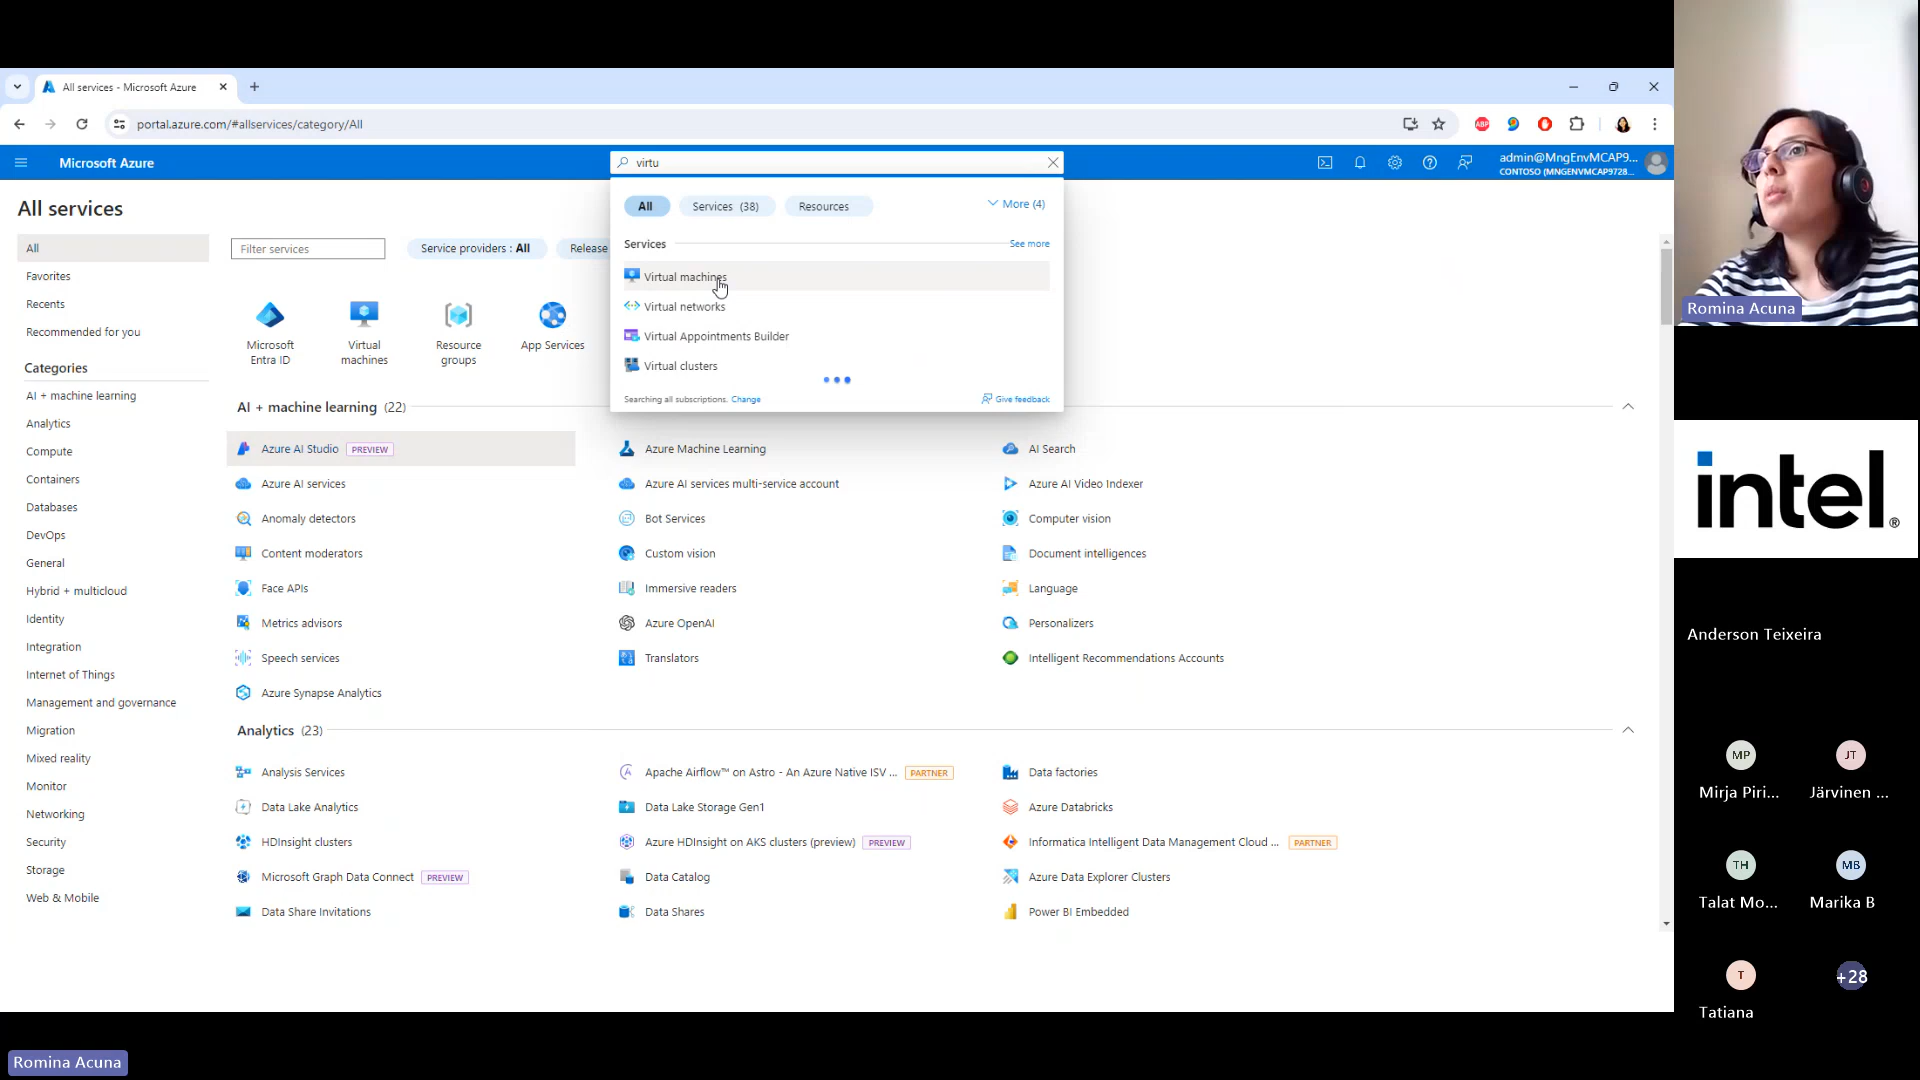 All services - Microsoft Azure
portal.azure.com/#allservices/category/All
ABP
Microsoft Azure
virtu
admin@MngEnvMCAP9...
CONTOSO (MNGENVMCAP9728...
All services
All
Services (38)
Resources
More (4)
Services
See more
Virtual machines
Virtual networks
Virtual Appointments Builder
Virtual clusters
Searching all subscriptions. Change
Give feedback
All
Favorites
Recents
Recommended for you
Categories
AI + machine learning
Analytics
Compute
Containers
Databases
DevOps
General
Hybrid + multicloud
Identity
Integration
Internet of Things
Management and governance
Migration
Mixed reality
Monitor
Networking
Security
Storage
Web & Mobile
Filter services
Service providers : All
Release
Microsoft Entra ID
Virtual machines
Resource groups
App Services
AI + machine learning (22)
Azure AI Studio PREVIEW
Azure Machine Learning
AI Search
Azure AI services
Azure AI services multi-service account
Azure AI Video Indexer
Anomaly detectors
Bot Services
Computer vision
Content moderators
Custom vision
Document intelligences
Face APIs
Immersive readers
Language
Metrics advisors
Azure OpenAI
Personalizers
Speech services
Translators
Intelligent Recommendations Accounts
Azure Synapse Analytics
Analytics (23)
Analysis Services
Apache Airflow™ on Astro - An Azure Native ISV ... PARTNER
Data factories
Data Lake Analytics
Data Lake Storage Gen1
Azure Databricks
HDInsight clusters
Azure HDInsight on AKS clusters (preview) PREVIEW
Informatica Intelligent Data Management Cloud ... PARTNER
Microsoft Graph Data Connect PREVIEW
Data Catalog
Azure Data Explorer Clusters
Data Share Invitations
Data Shares
Power BI Embedded
Romina Acuna
intel®
Anderson Teixeira
MP
Mirja Piri...
JT
Järvinen ...
TH
Talat Mo...
MB
Marika B
T
Tatiana
+28
Romina Acuna